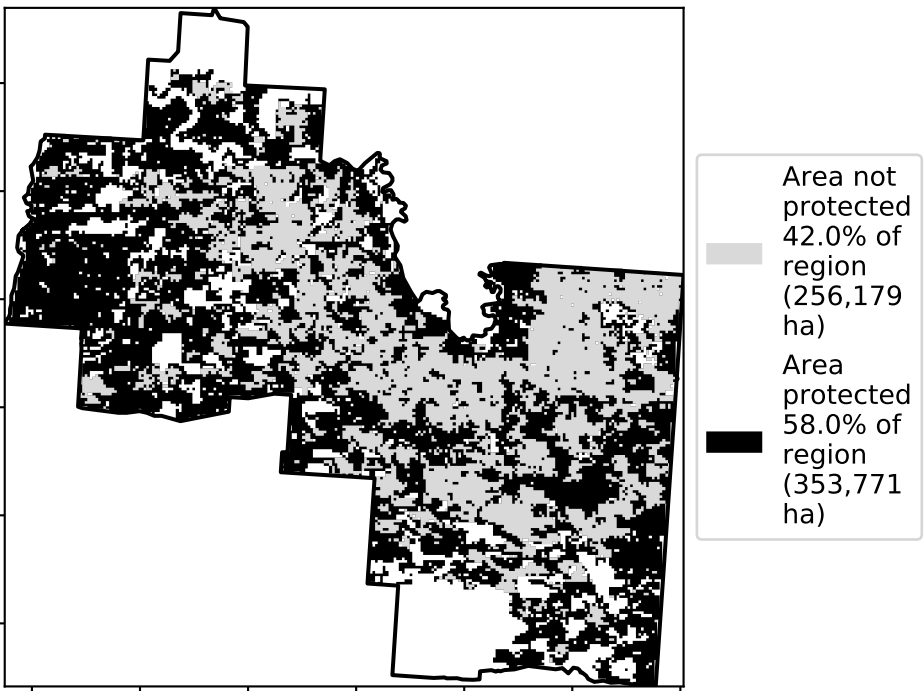 Area not
protected
42.0% of
region
(256,179
ha)
Area
protected
58.0% of
region
(353,771
ha)